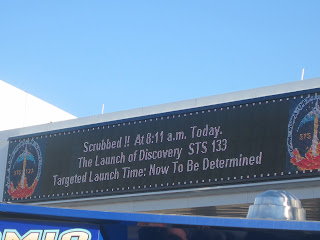 Scrubbed !! At 8:11 a.m. Today.
The Launch of Discovery STS 133
Targeted Launch Time: Now To Be Determined